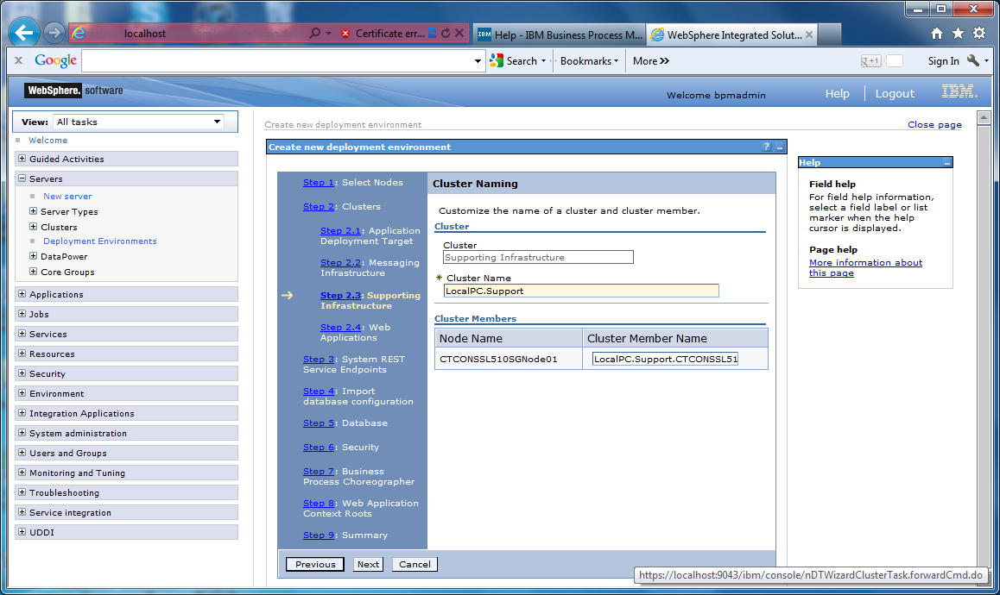 localhost
Certificate err...
IBM Help - IBM Business Process M...
WebSphere Integrated Solut...
Google
Search
Bookmarks
More
g +1
Sign In
WebSphere. software
Welcome bpmadmin
Help
Logout
IBM.
View: All tasks
Welcome
Guided Activities
Servers
New server
Server Types
Clusters
Deployment Environments
DataPower
Core Groups
Applications
Jobs
Services
Resources
Security
Environment
Integration Applications
System administration
Users and Groups
Monitoring and Tuning
Troubleshooting
Service integration
UDDI
Create new deployment environment
Close page
Create new deployment environment
?
Step 1: Select Nodes
Step 2: Clusters
Step 2.1: Application
Deployment Target
Step 2.2: Messaging
Infrastructure
Step 2.3: Supporting
Infrastructure
Step 2.4: Web
Applications
Step 3: System REST
Service Endpoints
Step 4: Import
database configuration
Step 5: Database
Step 6: Security
Step 7: Business
Process Choreographer
Step 8: Web Application
Context Roots
Step 9: Summary
Cluster Naming
Customize the name of a cluster and cluster member.
Cluster
Cluster
Supporting Infrastructure
* Cluster Name
LocalPC.Support
Cluster Members
Node Name
Cluster Member Name
CTCONSSL510SGNode01
LocalPC.Support.CTCONSSL51
Previous
Next
Cancel
Help
Field help
For field help information,
select a field label or list
marker when the help
cursor is displayed.
Page help
More information about
this page
https://localhost:9043/ibm/console/nDTWizardClusterTask.forwardCmd.do